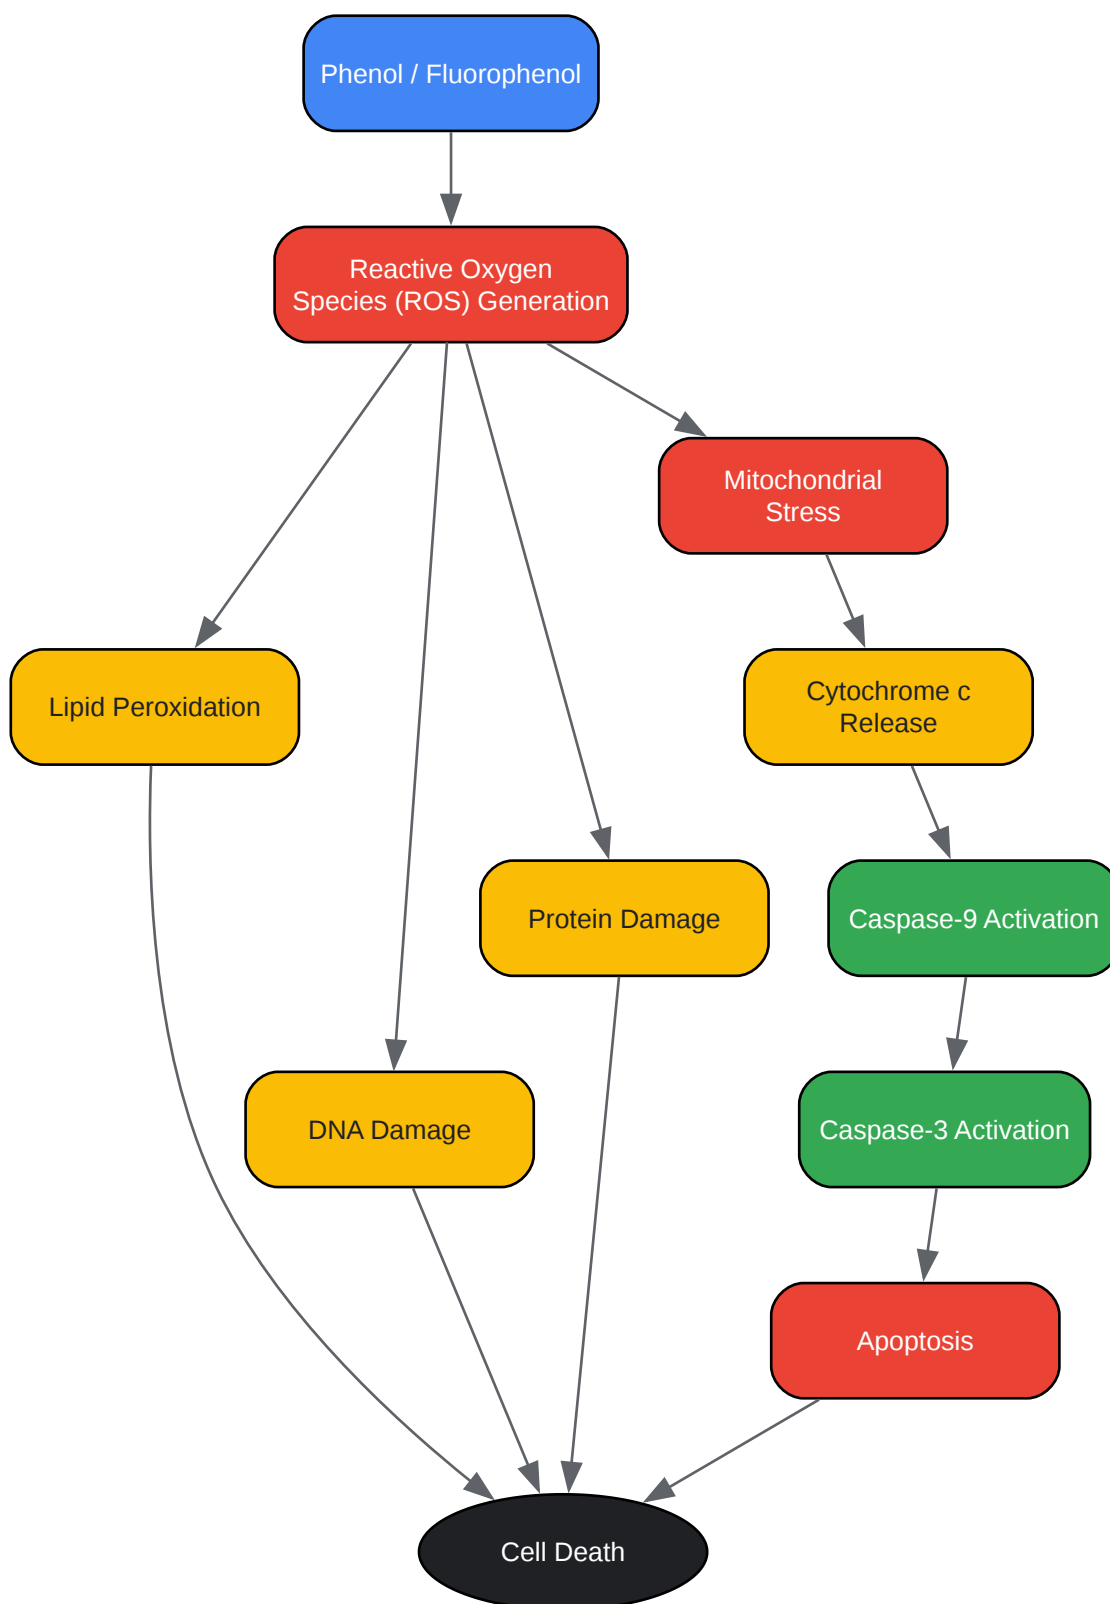 Phenol / Fluorophenol
Reactive Oxygen
Species (ROS) Generation
Mitochondrial
Stress
Lipid Peroxidation
Cytochrome c
Release
Protein Damage
Caspase-9 Activation
DNA Damage
Caspase-3 Activation
Apoptosis
Cell Death